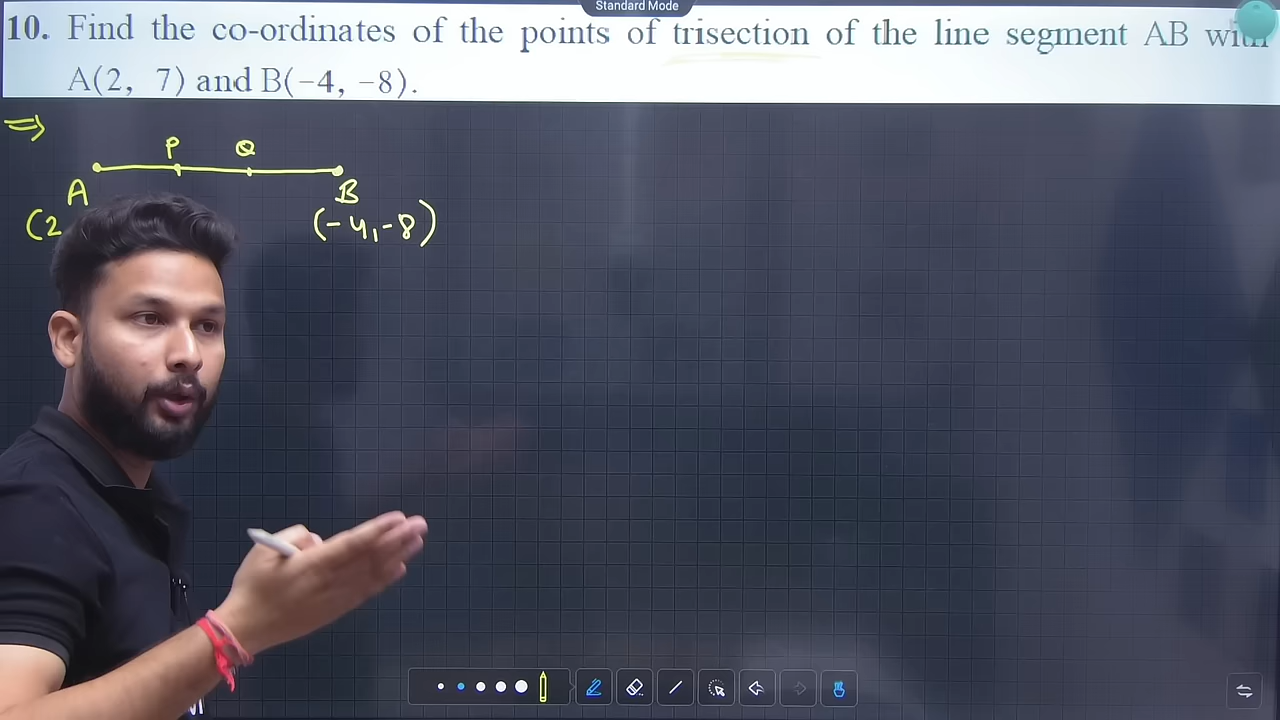 Standard Mode
10. Find the co-ordinates of the points of trisection of the line segment AB with
A(2, 7) and B(−4, −8).
⇒
P Q
A B
(2 (-4,-8)